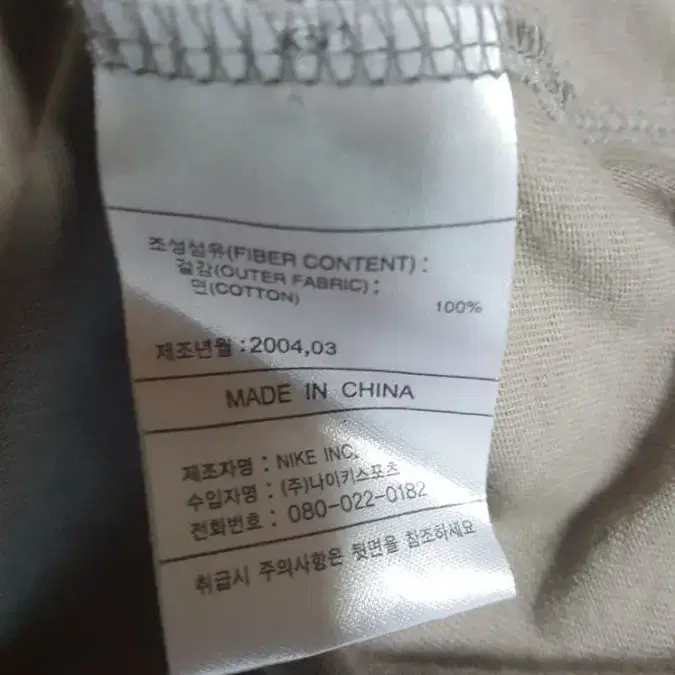 조성섬유(FIBER CONTENT):
겉감(OUTER FABRIC):
면(COTTON) 100%
제조년월:2004,03
MADE IN CHINA
제조자명 : NIKE INC.
수입자명 : (주)나이키스포츠
전화번호 : 080-022-0182
취급시 주의사항은 뒷면을 참조하세요